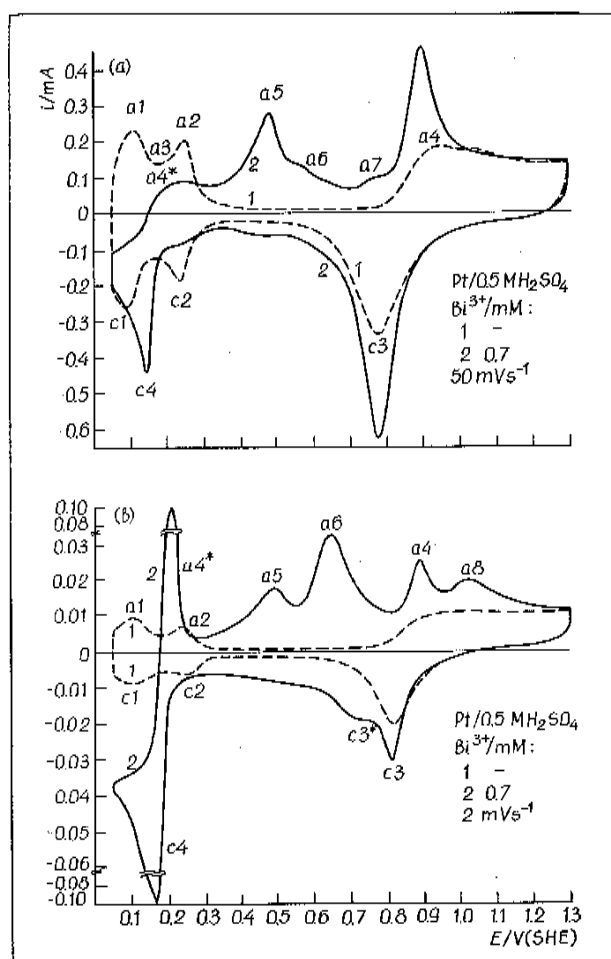 (a)
i/mA
0.4
0.3
0.2
0.1
0
-0.1
-0.2
-0.3
-0.4
0.5
0.6
a1
a3
a2
a4*
a5
a6
a7
a4
2
1
2
1
c1
c2
c4
c3
Pt/0.5 MH2SO4
Bi3+/mM:
1 –
2 0.7
50 mVs-1
(b)
0.10
0.08
0.03
0.02
0.01
0
-0.01
-0.02
-0.03
0.04
-0.05
-0.06
-0.08
-0.10
2
a4*
a1
1
a2
a5
a6
a4
a8
1
c1
c2
2
c4
c3*
c3
Pt/0.5 MH2SO4
Bi3+/mM:
1 –
2 0.7
2 mVs-1
0.1 0.2 0.3 0.4 0.5 0.6 0.7 0.8 0.9 1.0 1.1 1.2 1.3
E/V(SHE)